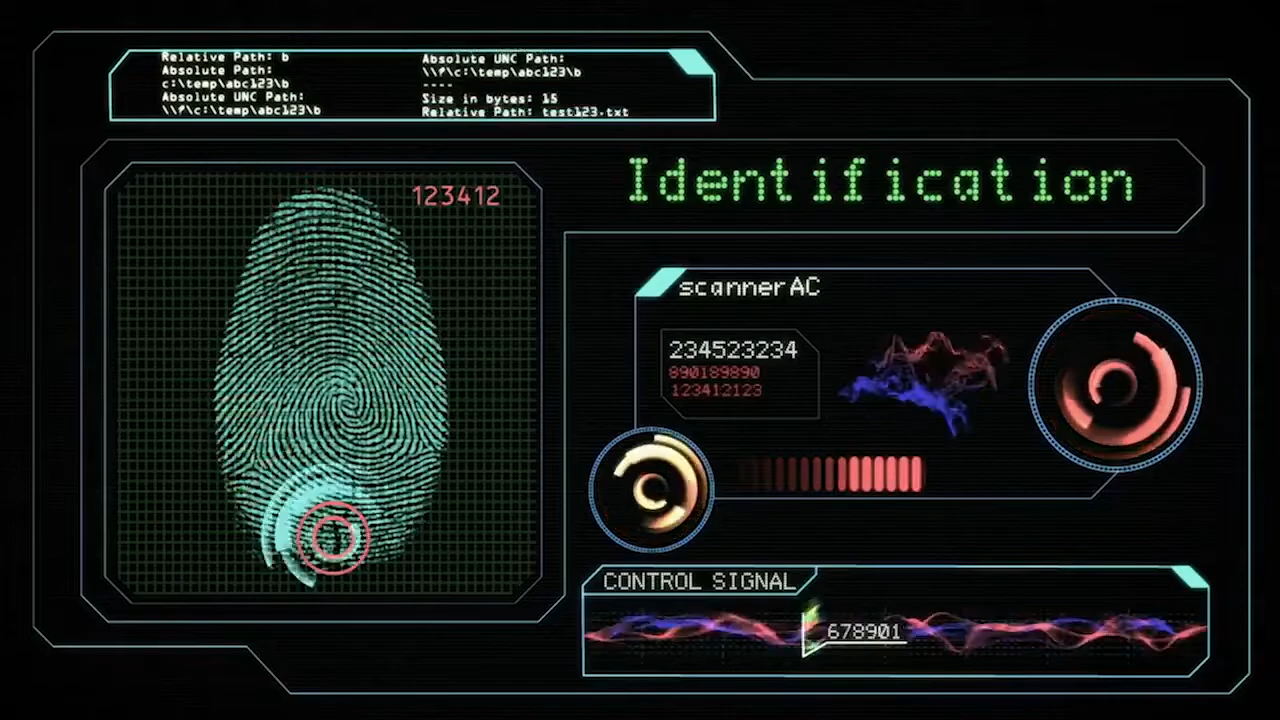 Relative Path: b
Absolute Path:
c:\temp\abc123\b
Absolute UNC Path:
\\f\c:\temp\abc123\b
Absolute UNC Path:
\\f\c:\temp\abc123\b
----
Size in bytes: 15
Relative Path: test123.txt
123412
Identification
scanner AC
234523234
890189890
123412123
CONTROL SIGNAL
678901